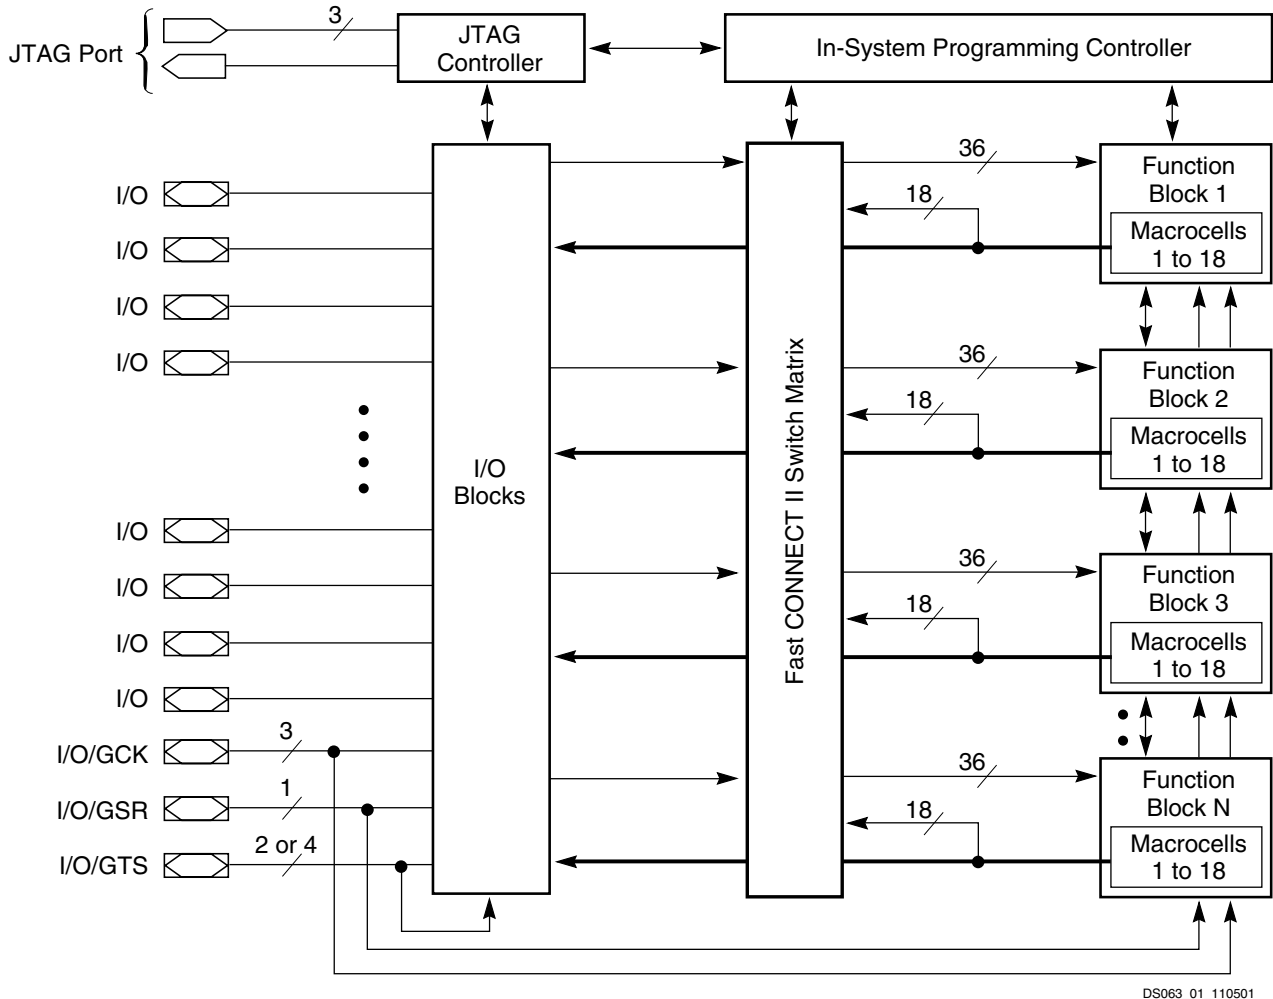 3
JTAG Port
JTAG
Controller
In-System Programming Controller
I/O
I/O
I/O
I/O
I/O
I/O
I/O
I/O
I/O/GCK
3
I/O/GSR
1
I/O/GTS
2 or 4
I/O
Blocks
Fast CONNECT II Switch Matrix
36
18
Function
Block 1
Macrocells
1 to 18
36
18
Function
Block 2
Macrocells
1 to 18
36
18
Function
Block 3
Macrocells
1 to 18
36
18
Function
Block N
Macrocells
1 to 18
DS063_01_110501